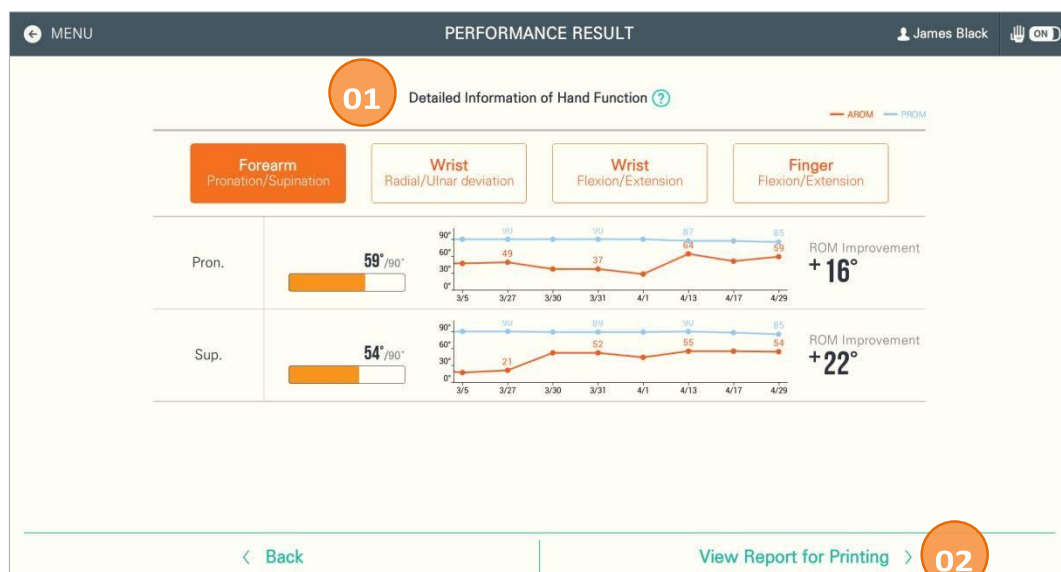 MENU
PERFORMANCE RESULT
James Black
ON
01
Detailed Information of Hand Function ?
AROM PROM
Forearm
Pronation/Supination
Wrist
Radial/Ulnar deviation
Wrist
Flexion/Extension
Finger
Flexion/Extension
Pron.
59°/90°
90°
60°
30°
0°
90 90 87 85
49 37 64 59
3/5 3/27 3/30 3/31 4/1 4/13 4/17 4/29
ROM Improvement
+16°
Sup.
54°/90°
90°
60°
30°
0°
90 89 90 85
21 52 55 54
3/5 3/27 3/30 3/31 4/1 4/13 4/17 4/29
ROM Improvement
+22°
< Back
View Report for Printing >
02